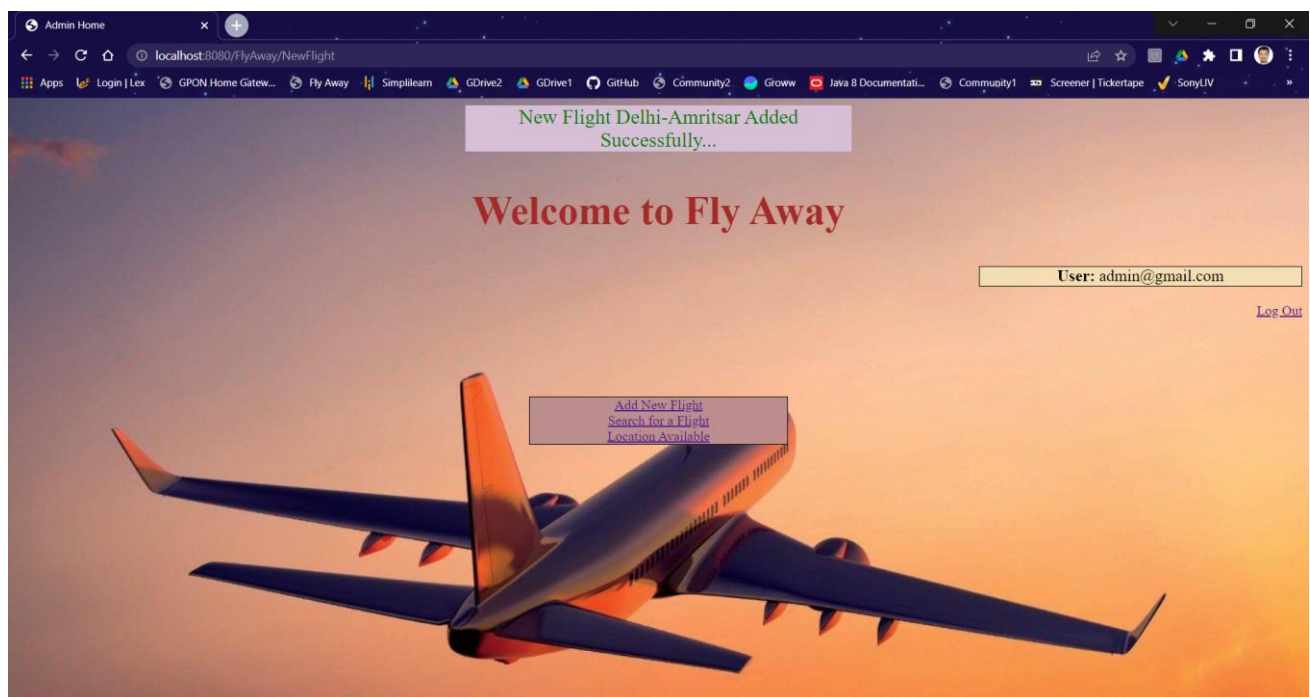 Admin Home
localhost:8080/FlyAway/NewFlight
Apps Login | Lex GPON Home Gatew... Fly Away Simplilearn GDrive2 GDrive1 GitHub Community2 Groww Java 8 Documentati... Community1 Screener | Tickertape SonyLIV »
New Flight Delhi-Amritsar Added
Successfully...
Welcome to Fly Away
User: admin@gmail.com
Log Out
Add New Flight
Search for a Flight
Location Available